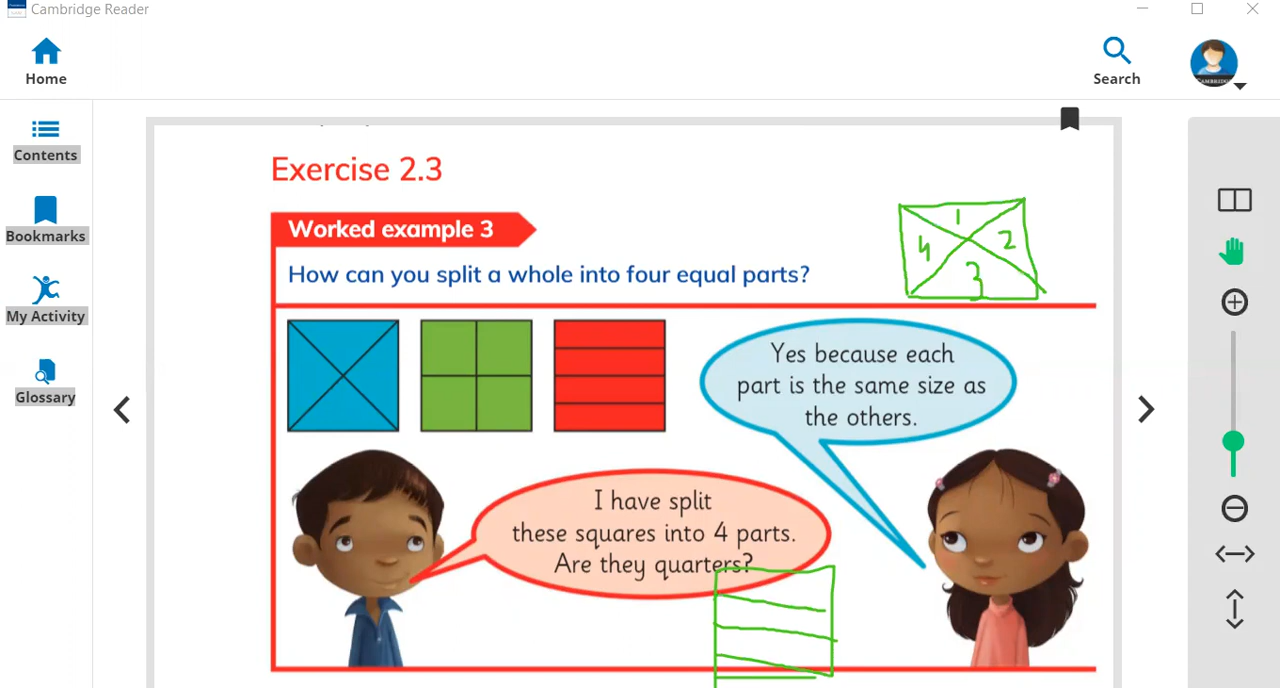 Cambridge Reader
Home
Search
Contents
Bookmarks
My Activity
Glossary
Exercise 2.3
Worked example 3
How can you split a whole into four equal parts?
1
4
2
3
Yes because each
part is the same size as
the others.
I have split
these squares into 4 parts.
Are they quarters?